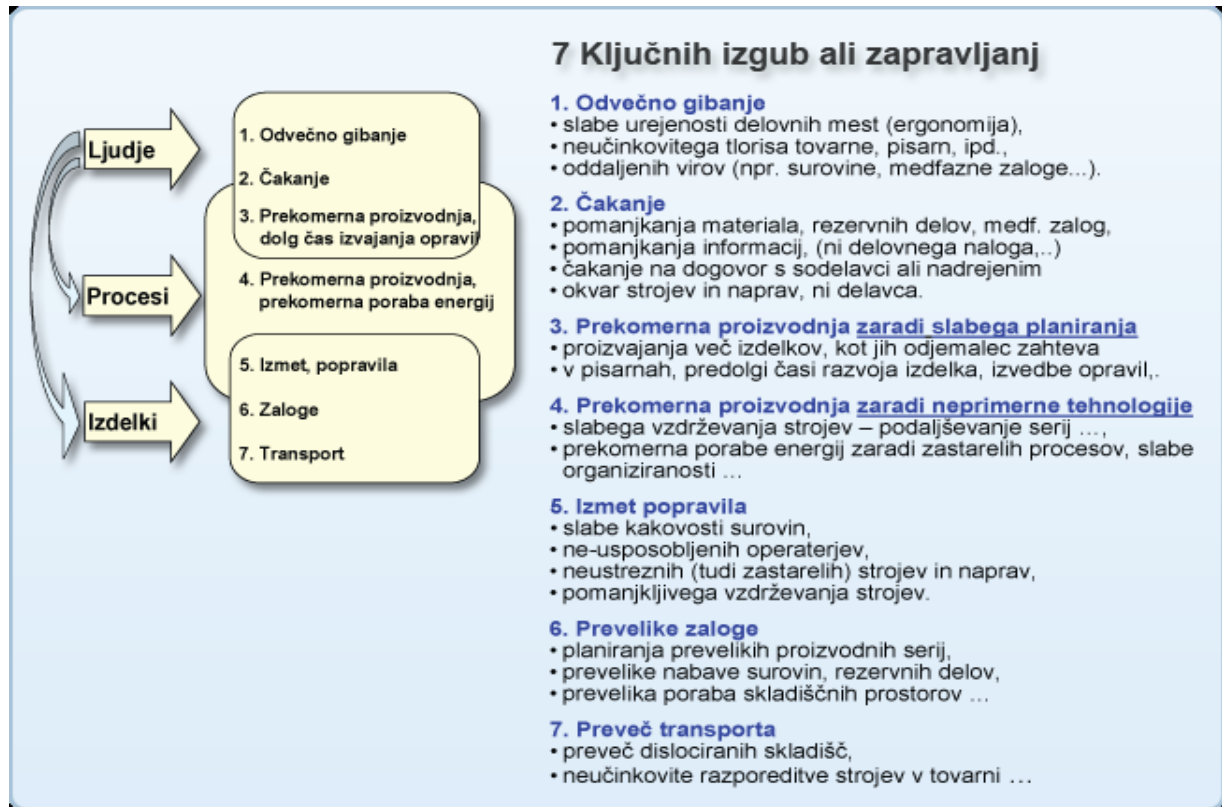 7 Ključnih izgub ali zapravljanj
Ljudje
Procesi
Izdelki
1. Odvečno gibanje
2. Čakanje
3. Prekomerna proizvodnja,
dolg čas izvajanja opravil
4. Prekomerna proizvodnja,
prekomerna poraba energij
5. Izmet, popravila
6. Zaloge
7. Transport
1. Odvečno gibanje
• slabe urejenosti delovnih mest (ergonomija),
• neučinkovitega tlorisa tovarne, pisarn, ipd.,
• oddaljenih virov (npr. surovine, medfazne zaloge...).
2. Čakanje
• pomanjkanja materiala, rezervnih delov, medf. zalog,
• pomanjkanja informacij, (ni delovnega naloga,..)
• čakanje na dogovor s sodelavci ali nadrejenim
• okvar strojev in naprav, ni delavca.
3. Prekomerna proizvodnja zaradi slabega planiranja
• proizvajanja več izdelkov, kot jih odjemalec zahteva
• v pisarnah, predolgi časi razvoja izdelka, izvedbe opravil,.
4. Prekomerna proizvodnja zaradi neprimerne tehnologije
• slabega vzdrževanja strojev – podaljševanje serij …,
• prekomerna porabe energij zaradi zastarelih procesov, slabe
organiziranosti …
5. Izmet popravila
• slabe kakovosti surovin,
• ne-usposobljenih operaterjev,
• neustreznih (tudi zastarelih) strojev in naprav,
• pomanjkljivega vzdrževanja strojev.
6. Prevelike zaloge
• planiranja prevelikih proizvodnih serij,
• prevelike nabave surovin, rezervnih delov,
• prevelika poraba skladiščnih prostorov …
7. Preveč transporta
• preveč dislociranih skladišč,
• neučinkovite razporeditve strojev v tovarni …